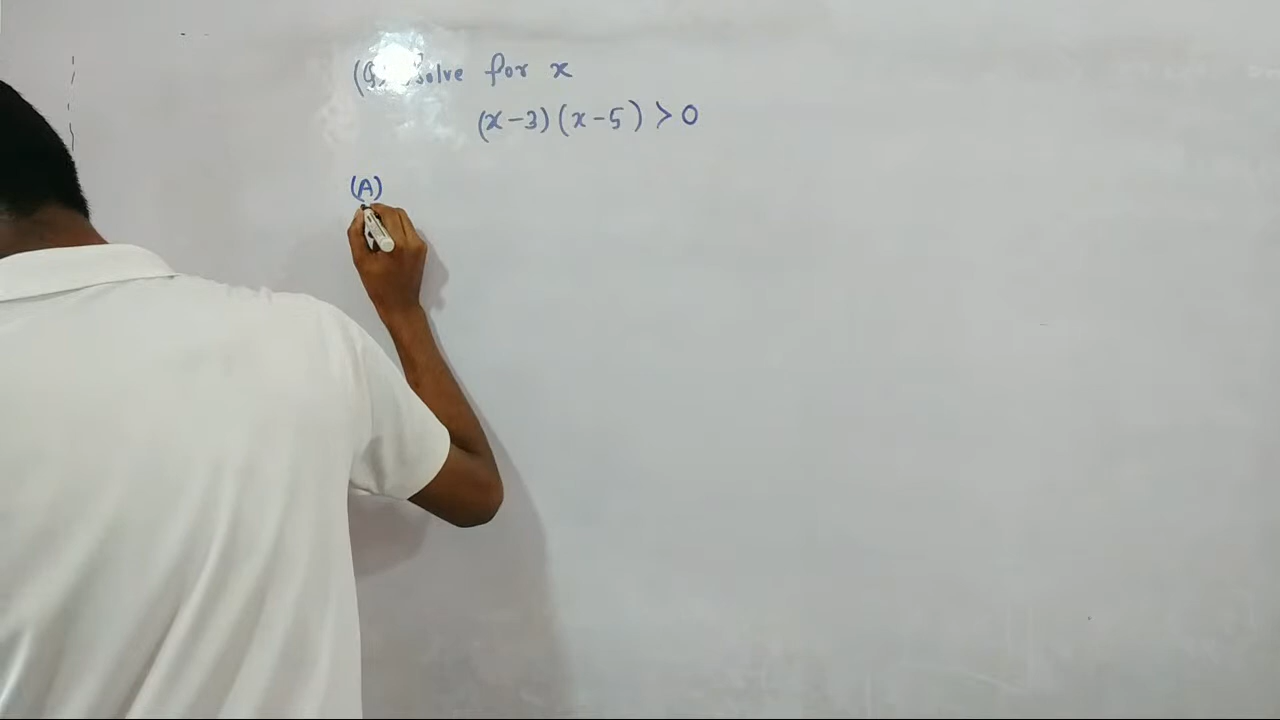 Solve for x
(x-3)(x-5) > 0
(A)